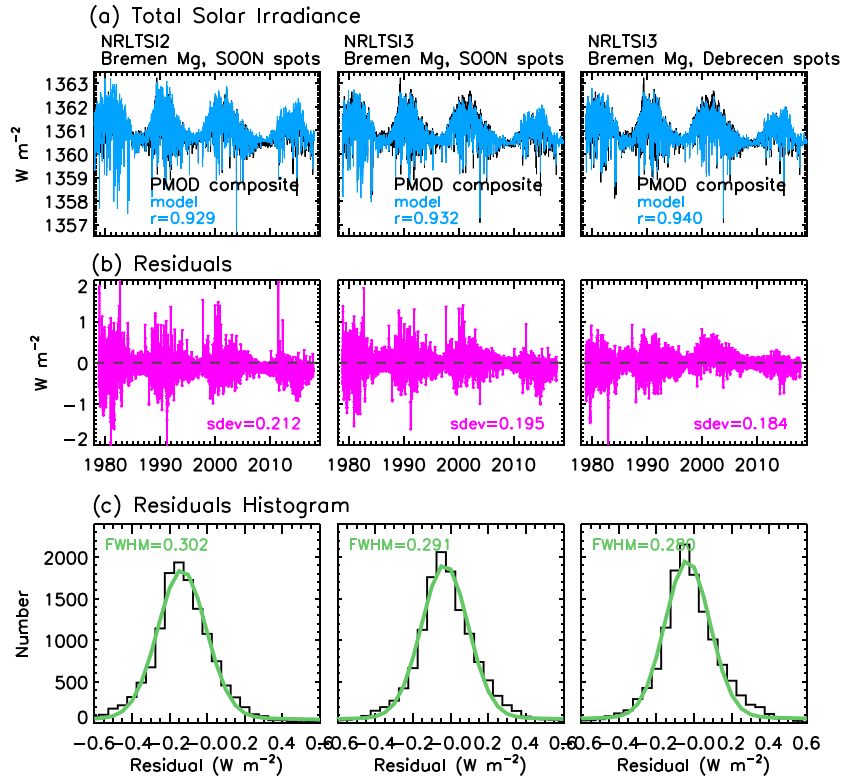 (a) Total Solar Irradiance
NRLTSI2
Bremen Mg, SOON spots
NRLTSI3
Bremen Mg, SOON spots
NRLTSI3
Bremen Mg, Debrecen spots
W m⁻²
1363
1362
1361
1360
1359
1358
1357
PMOD composite
model
r=0.929
PMOD composite
model
r=0.932
PMOD composite
model
r=0.940
(b) Residuals
W m⁻²
2
1
0
−1
−2
sdev=0.212
sdev=0.195
sdev=0.184
1980 1990 2000 2010
1980 1990 2000 2010
1980 1990 2000 2010
(c) Residuals Histogram
Number
2000
1500
1000
500
0
FWHM=0.302
FWHM=0.291
FWHM=0.280
−0.6 −0.4 −0.2 −0.0 0.2 0.4 0.6
−0.4 −0.2 −0.0 0.2 0.4 0.6
−0.4 −0.2 −0.0 0.2 0.4 0.6
Residual (W m⁻²)
Residual (W m⁻²)
Residual (W m⁻²)